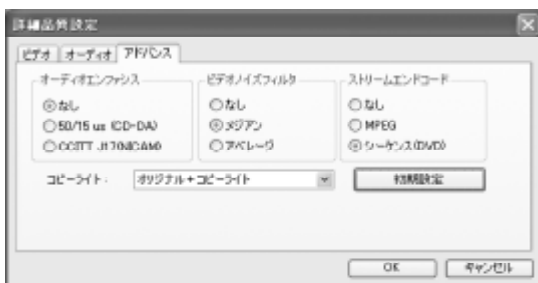 詳細品質設定
ビデオ オーディオ アドバンス
オーディオエンファシス ビデオノイズフィルタ ストリームエンドコード
なし なし なし
50/15 us (CD-DA) メジアン MPEG
CCITT J.17(NICAM) アベレージ シーケンス(DVD)
コピーライト: オリジナル+コピーライト 初期設定
OK キャンセル